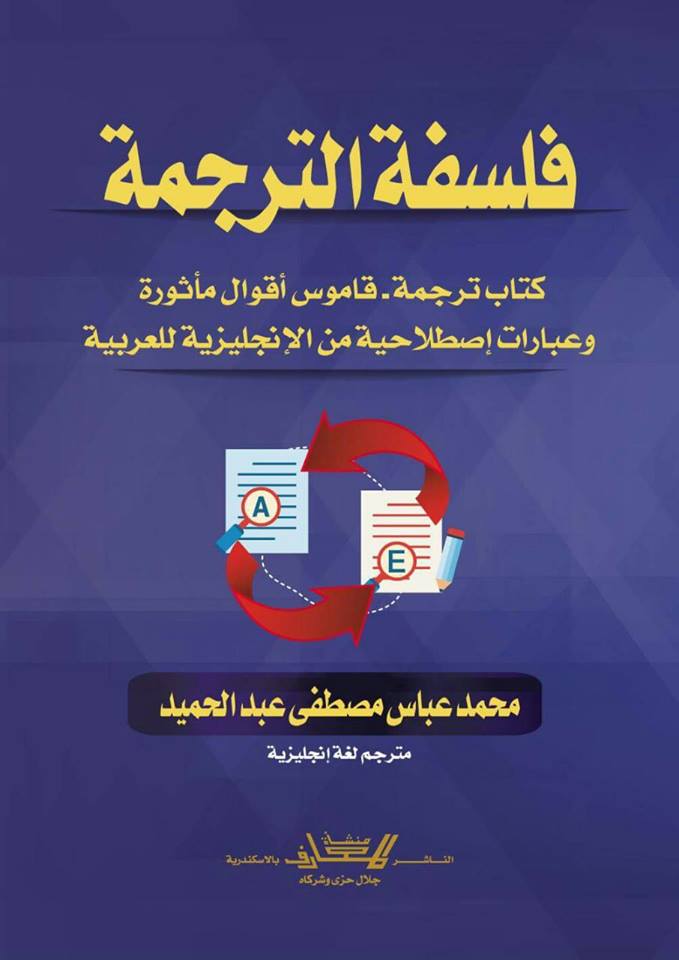 فلسفة الترجمة
كتاب ترجمة - قاموس أقوال مأثورة
وعبارات إصطلاحية من الإنجليزية للعربية
A
E
محمد عباس مصطفى عبد الحميد
مترجم لغة إنجليزية
الناشر منشأة المعارف بالاسكندرية
جلال حزى وشركاه